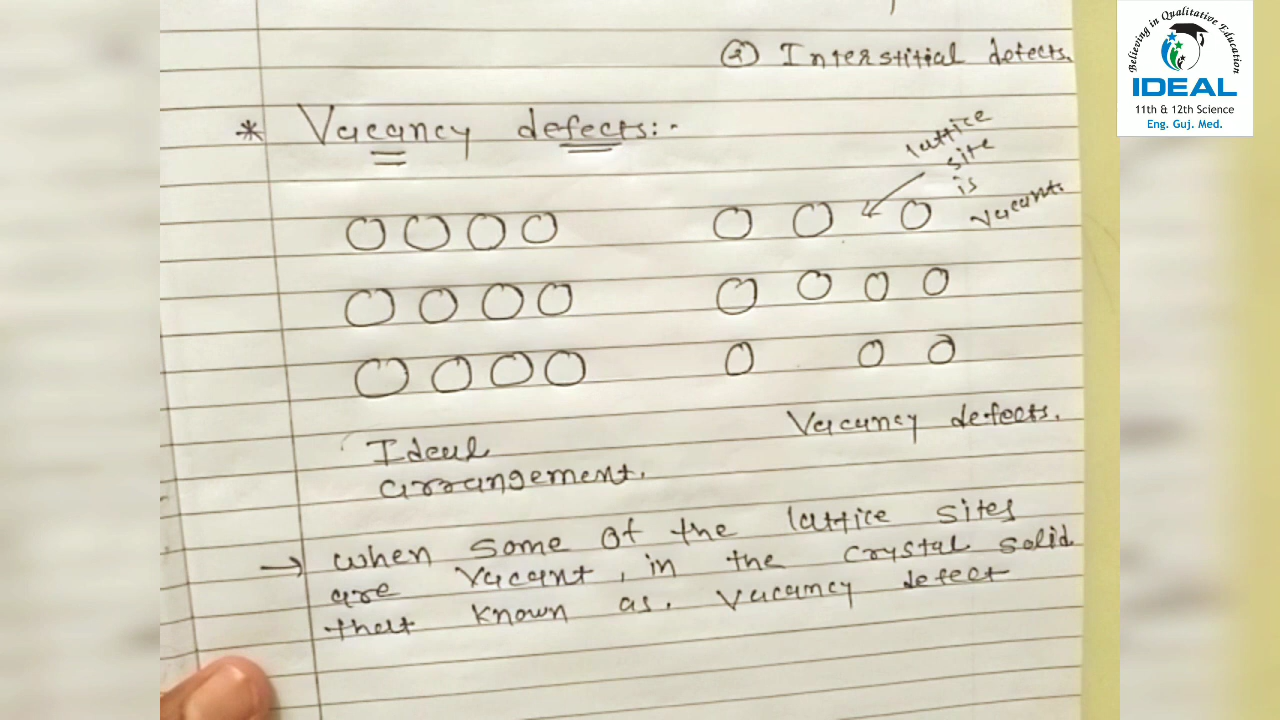 ② Interstitial defects.
* Vacancy defects:-
lattice
site
is
vacant.
Ideal
arrangement.
Vacancy defects.
→ when some of the lattice sites
are vacant, in the crystal solid
that known as. vacancy defect
Believing in Qualitative Education
IDEAL
11th & 12th Science
Eng. Guj. Med.